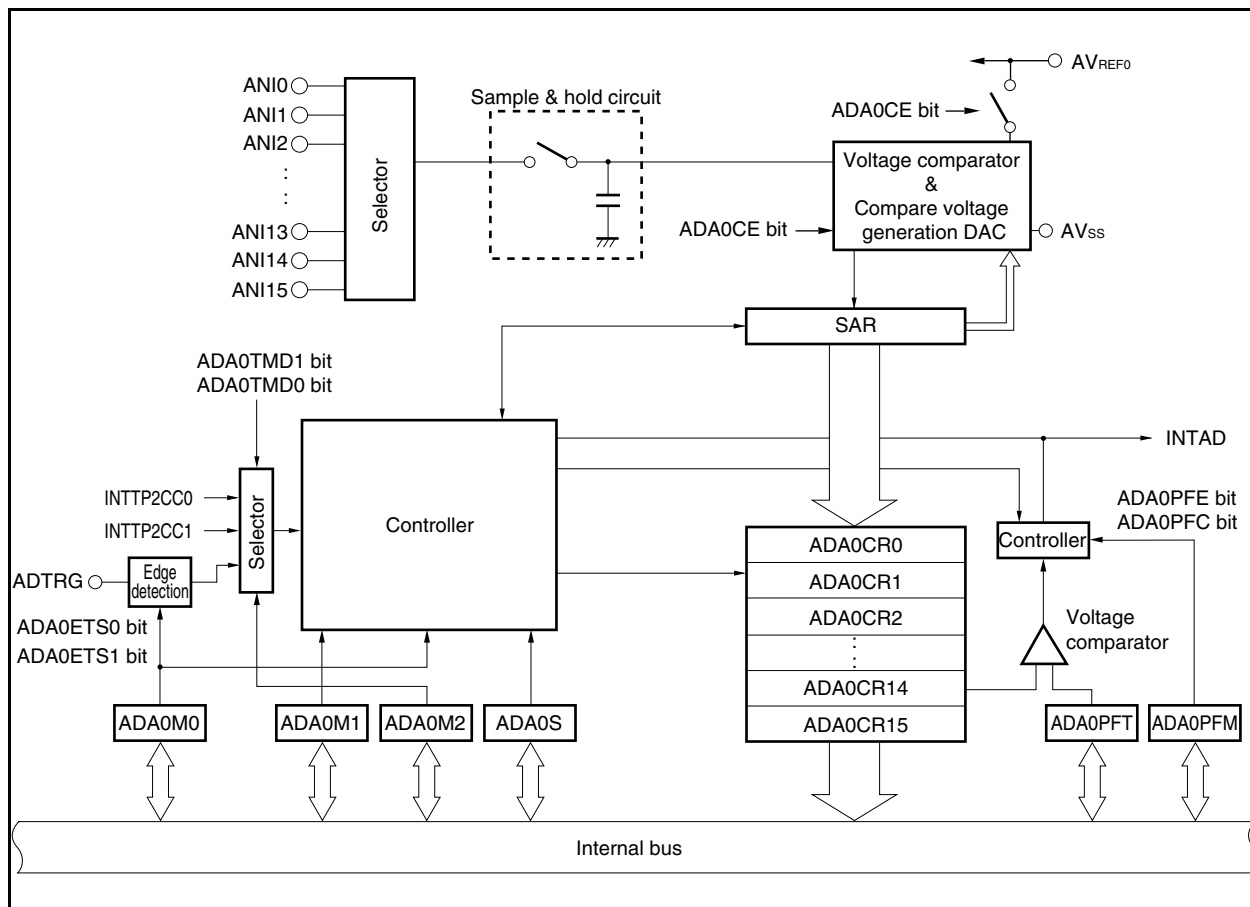 ANI0
ANI1
ANI2
ANI13
ANI14
ANI15
Selector
Sample & hold circuit
AVREF0
ADA0CE bit
Voltage comparator
&
Compare voltage
generation DAC
ADA0CE bit
AVSS
SAR
ADA0TMD1 bit
ADA0TMD0 bit
INTTP2CC0
INTTP2CC1
ADTRG
Edge
detection
Selector
Controller
ADA0ETS0 bit
ADA0ETS1 bit
INTAD
ADA0PFE bit
ADA0PFC bit
Controller
Voltage
comparator
ADA0CR0
ADA0CR1
ADA0CR2
ADA0CR14
ADA0CR15
ADA0M0
ADA0M1
ADA0M2
ADA0S
ADA0PFT
ADA0PFM
Internal bus